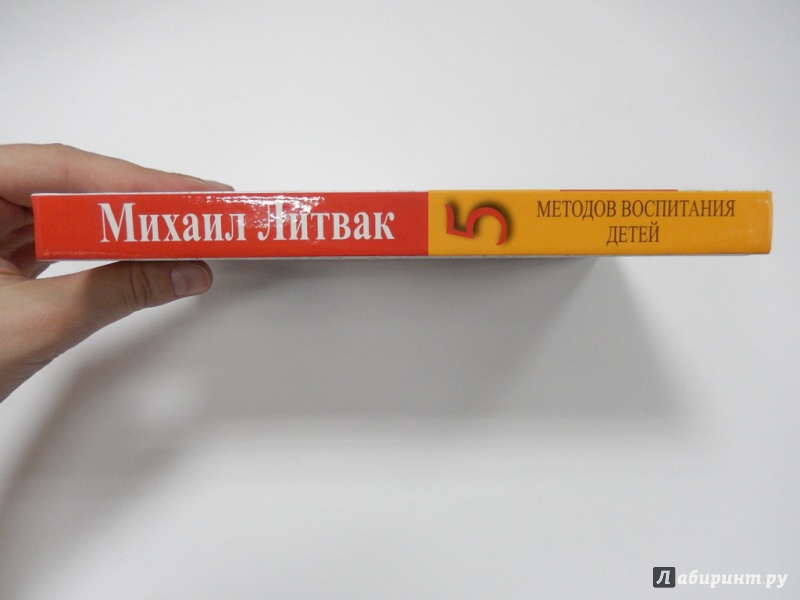 Михаил Литвак
5
МЕТОДОВ ВОСПИТАНИЯ
ДЕТЕЙ
Лабиринт.ру